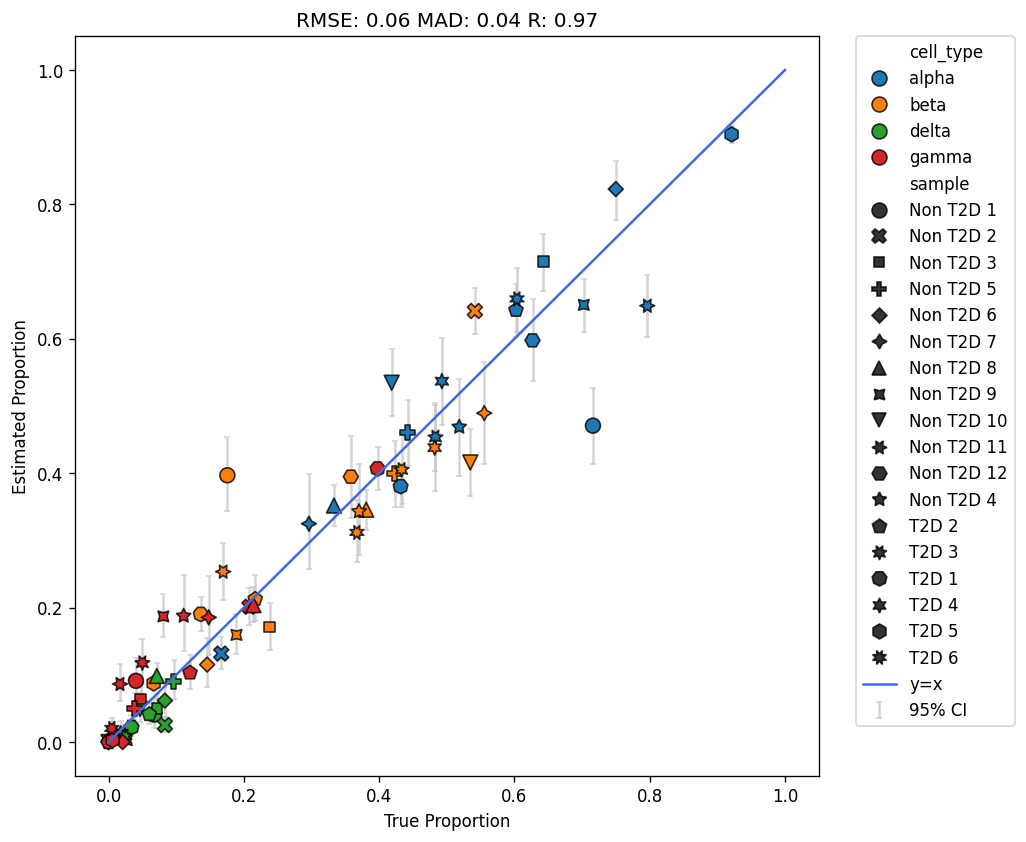 RMSE: 0.06 MAD: 0.04 R: 0.97
Estimated Proportion
1.0
0.8
0.6
0.4
0.2
0.0
0.0 0.2 0.4 0.6 0.8 1.0
True Proportion
cell_type
alpha
beta
delta
gamma
sample
Non T2D 1
Non T2D 2
Non T2D 3
Non T2D 5
Non T2D 6
Non T2D 7
Non T2D 8
Non T2D 9
Non T2D 10
Non T2D 11
Non T2D 12
Non T2D 4
T2D 2
T2D 3
T2D 1
T2D 4
T2D 5
T2D 6
y=x
95% CI